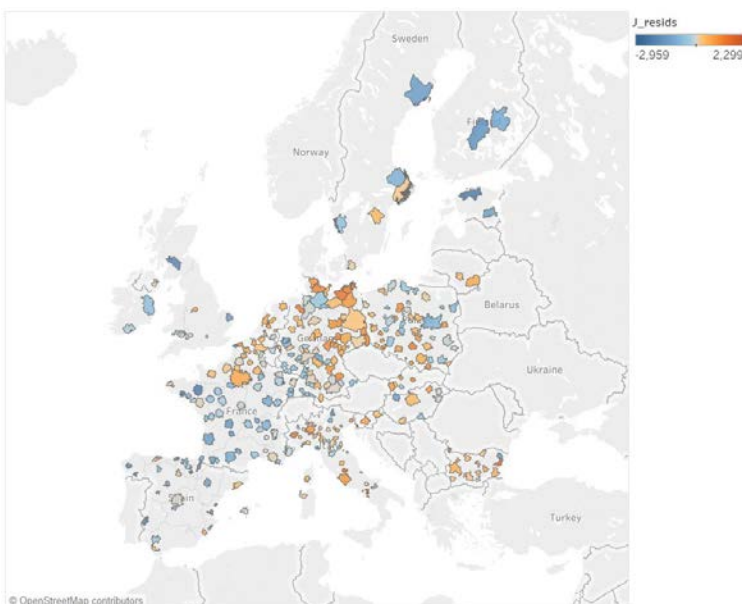 J_resids
-2,959
2,299
Sweden
Norway
Belarus
Ukraine
France
Spain
Turkey
© OpenStreetMap contributors